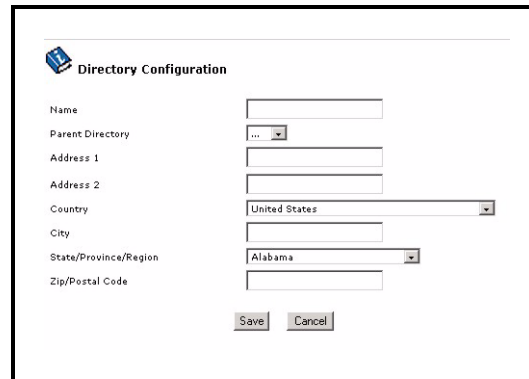 Directory Configuration
Name
Parent Directory ...
Address 1
Address 2
Country United States
City
State/Province/Region Alabama
Zip/Postal Code
Save Cancel